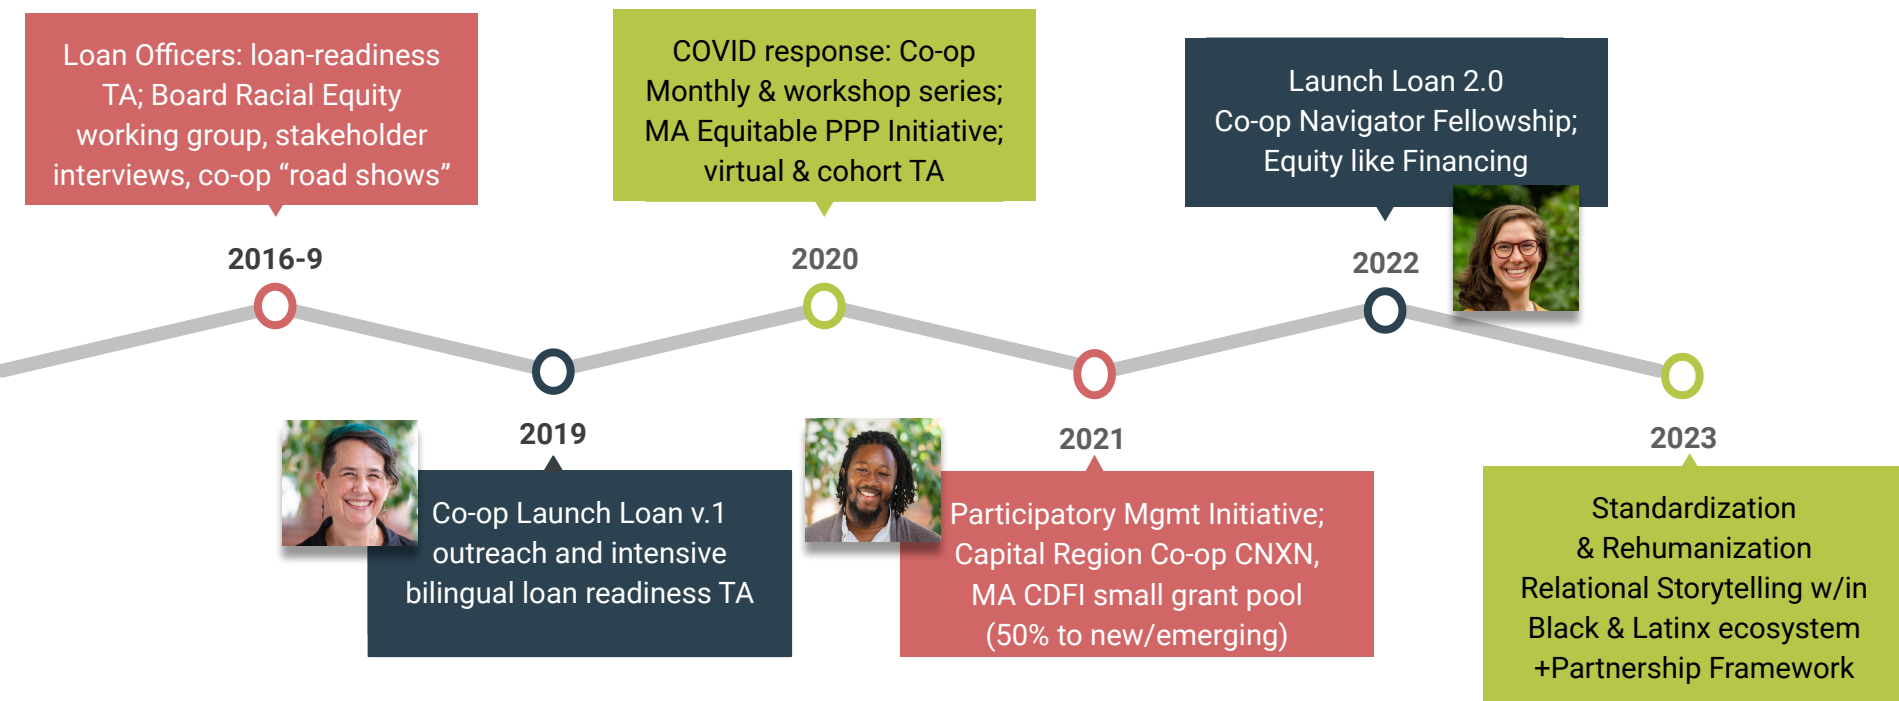 Loan Officers: loan-readiness
TA; Board Racial Equity
working group, stakeholder
interviews, co-op “road shows”
2016-9
2019
Co-op Launch Loan v.1
outreach and intensive
bilingual loan readiness TA
COVID response: Co-op
Monthly & workshop series;
MA Equitable PPP Initiative;
virtual & cohort TA
2020
2021
Participatory Mgmt Initiative;
Capital Region Co-op CNXN,
MA CDFI small grant pool
(50% to new/emerging)
Launch Loan 2.0
Co-op Navigator Fellowship;
Equity like Financing
2022
2023
Standardization
& Rehumanization
Relational Storytelling w/in
Black & Latinx ecosystem
+Partnership Framework